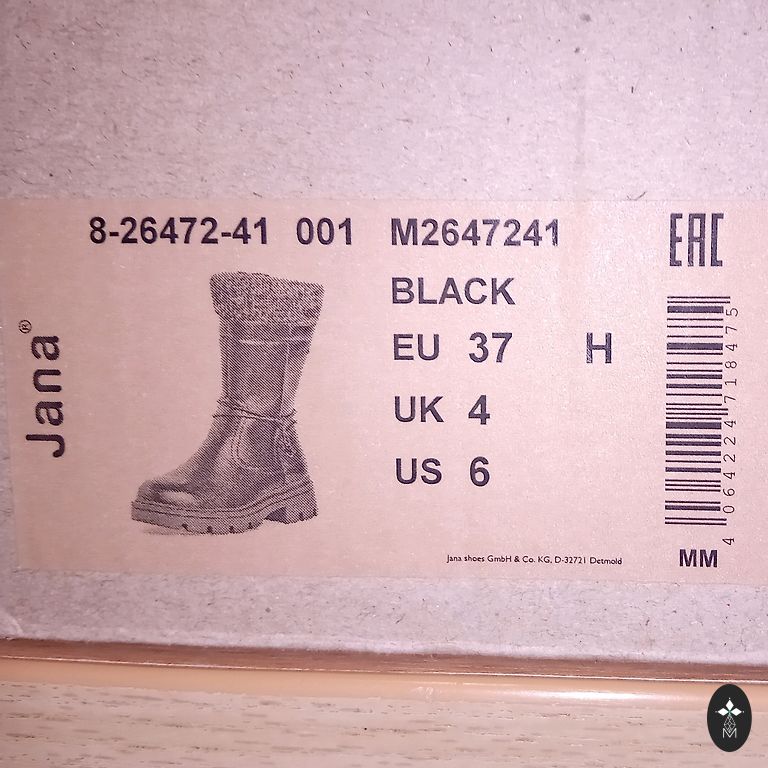 8-26472-41 001 M2647241
EAC
BLACK
EU 37 H
UK 4
US 6
Jana®
4 064224 718475
MM
Jana shoes GmbH & Co. KG, D-32721 Detmold
M